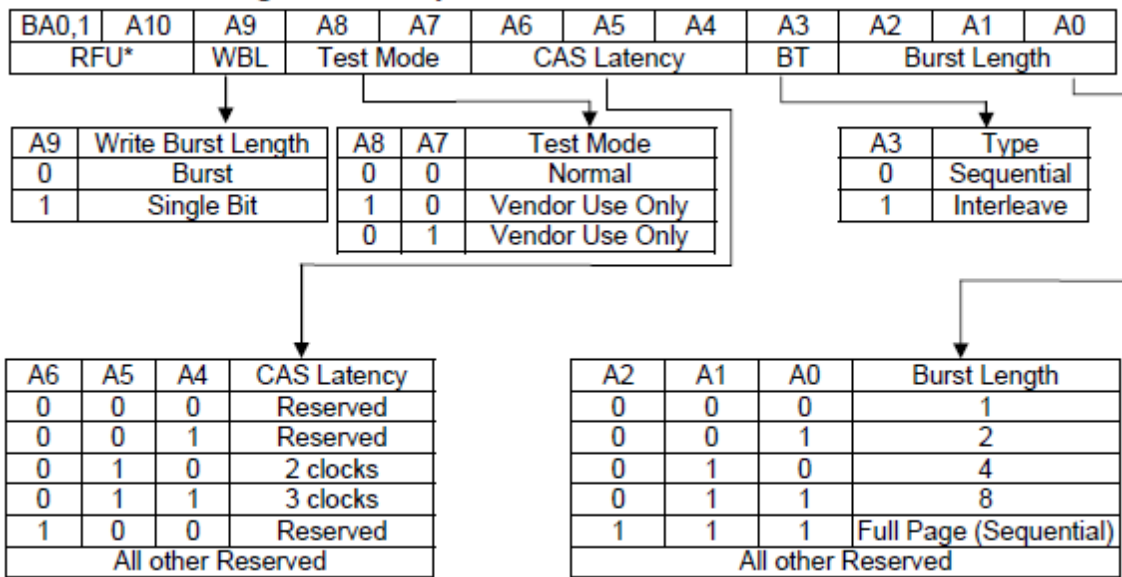 BA0,1 A10 A9 A8 A7 A6 A5 A4 A3 A2 A1 A0
RFU* WBL Test Mode CAS Latency BT Burst Length
A9 Write Burst Length
0 Burst
1 Single Bit
A8 A7 Test Mode
0 0 Normal
1 0 Vendor Use Only
0 1 Vendor Use Only
A3 Type
0 Sequential
1 Interleave
A6 A5 A4 CAS Latency
0 0 0 Reserved
0 0 1 Reserved
0 1 0 2 clocks
0 1 1 3 clocks
1 0 0 Reserved
All other Reserved
A2 A1 A0 Burst Length
0 0 0 1
0 0 1 2
0 1 0 4
0 1 1 8
1 1 1 Full Page (Sequential)
All other Reserved